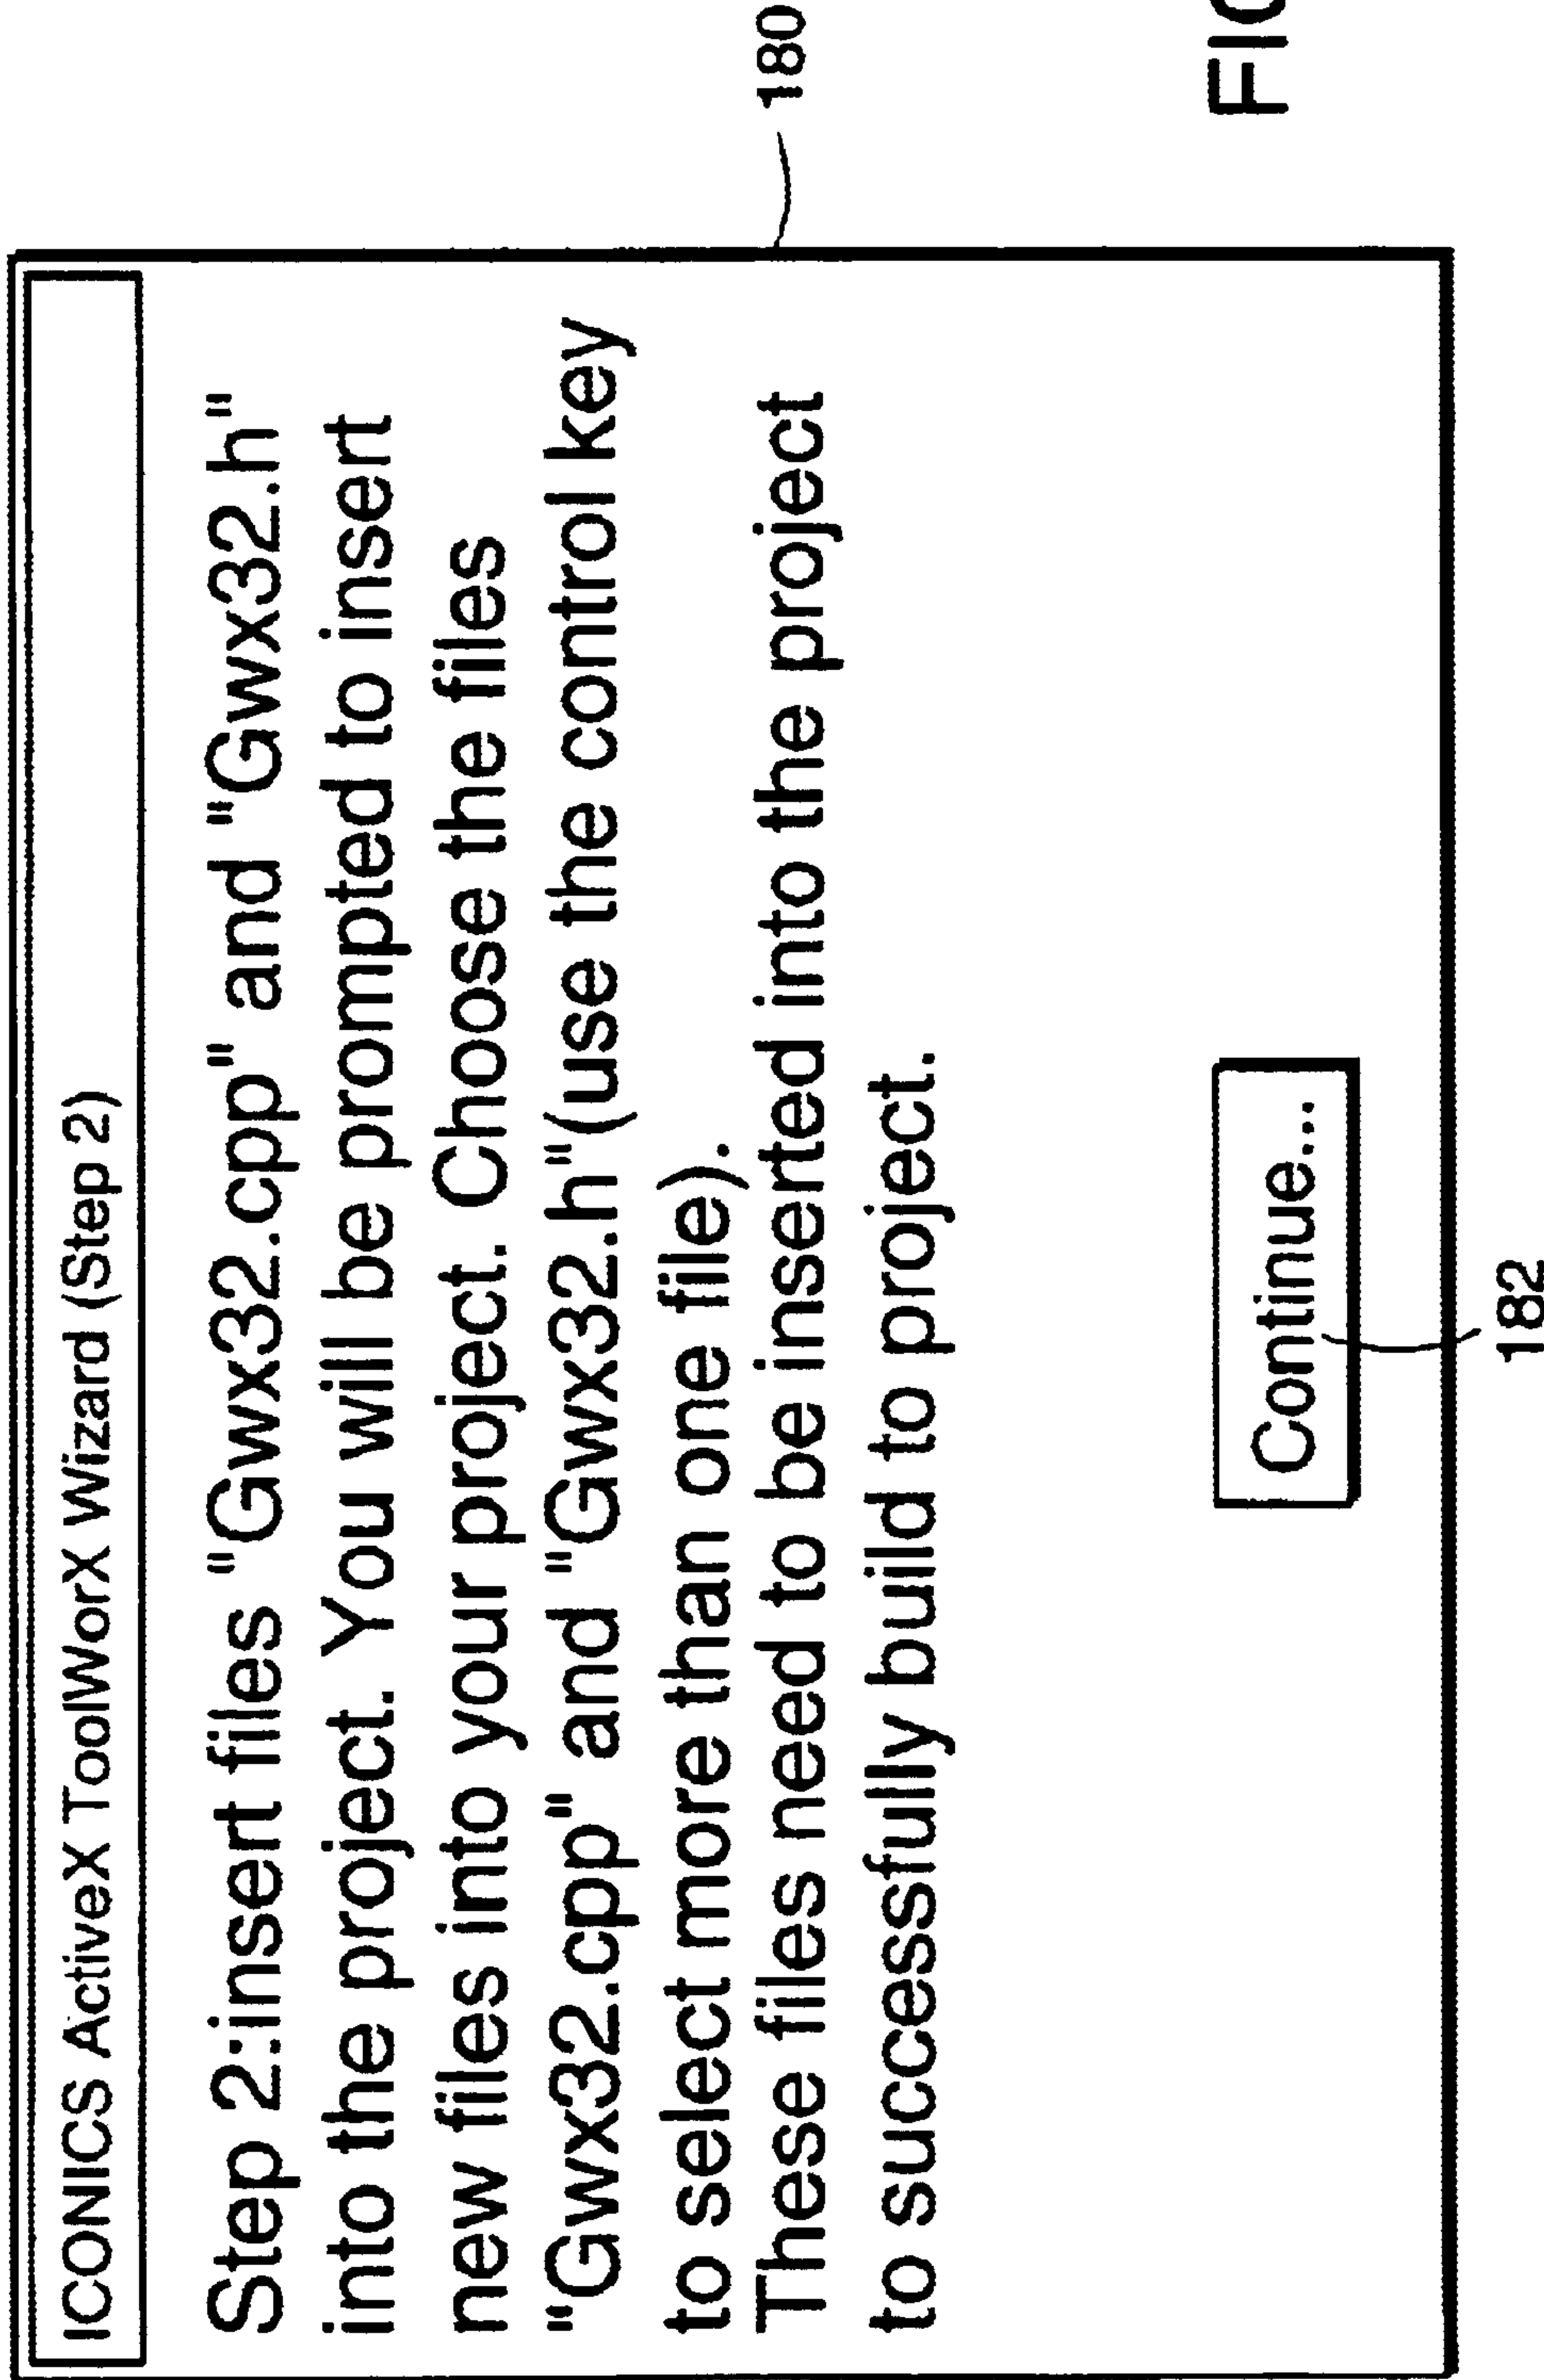 ICONICS ActiveX ToolWorX Wizard (Step 2)
Step 2:insert files "Gwx32.cpp" and "Gwx32.h"
into the project. You will be prompted to insert
new files into your project. Choose the files
"Gwx32.cpp" and "Gwx32.h"(use the control key
to select more than one file).
These files need to be inserted into the project
to successfully build to project.
Continue...
180
182